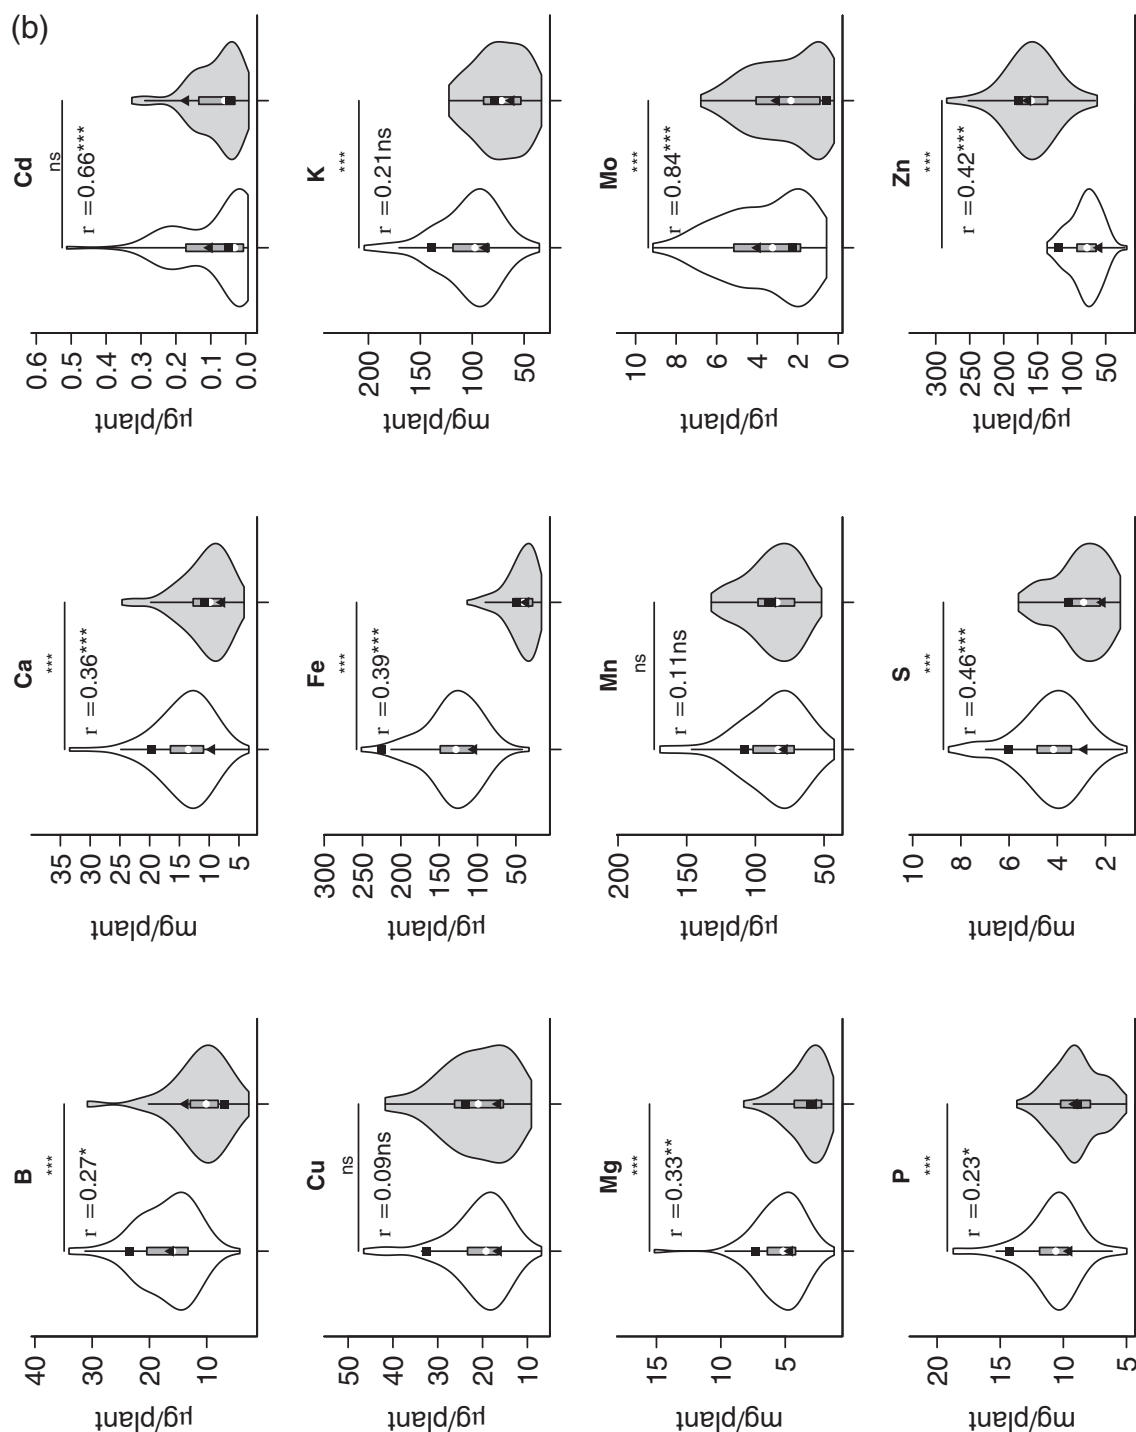 (b)
B
***
r = 0.27*
µg/plant
40
30
20
10
Ca
***
r = 0.36***
mg/plant
35
30
25
20
15
10
5
Cd
ns
r = 0.66***
µg/plant
0.6
0.5
0.4
0.3
0.2
0.1
0.0
Cu
ns
r = 0.09ns
µg/plant
50
40
30
20
10
Fe
***
r = 0.39***
µg/plant
300
250
200
150
100
50
K
***
r = 0.21ns
mg/plant
200
150
100
50
Mg
***
r = 0.33**
mg/plant
15
10
5
Mn
ns
r = 0.11ns
µg/plant
200
150
100
50
Mo
***
r = 0.84***
µg/plant
10
8
6
4
2
0
P
***
r = 0.23*
mg/plant
20
15
10
5
S
***
r = 0.46***
mg/plant
10
8
6
4
2
Zn
***
r = 0.42***
µg/plant
300
250
200
150
100
50